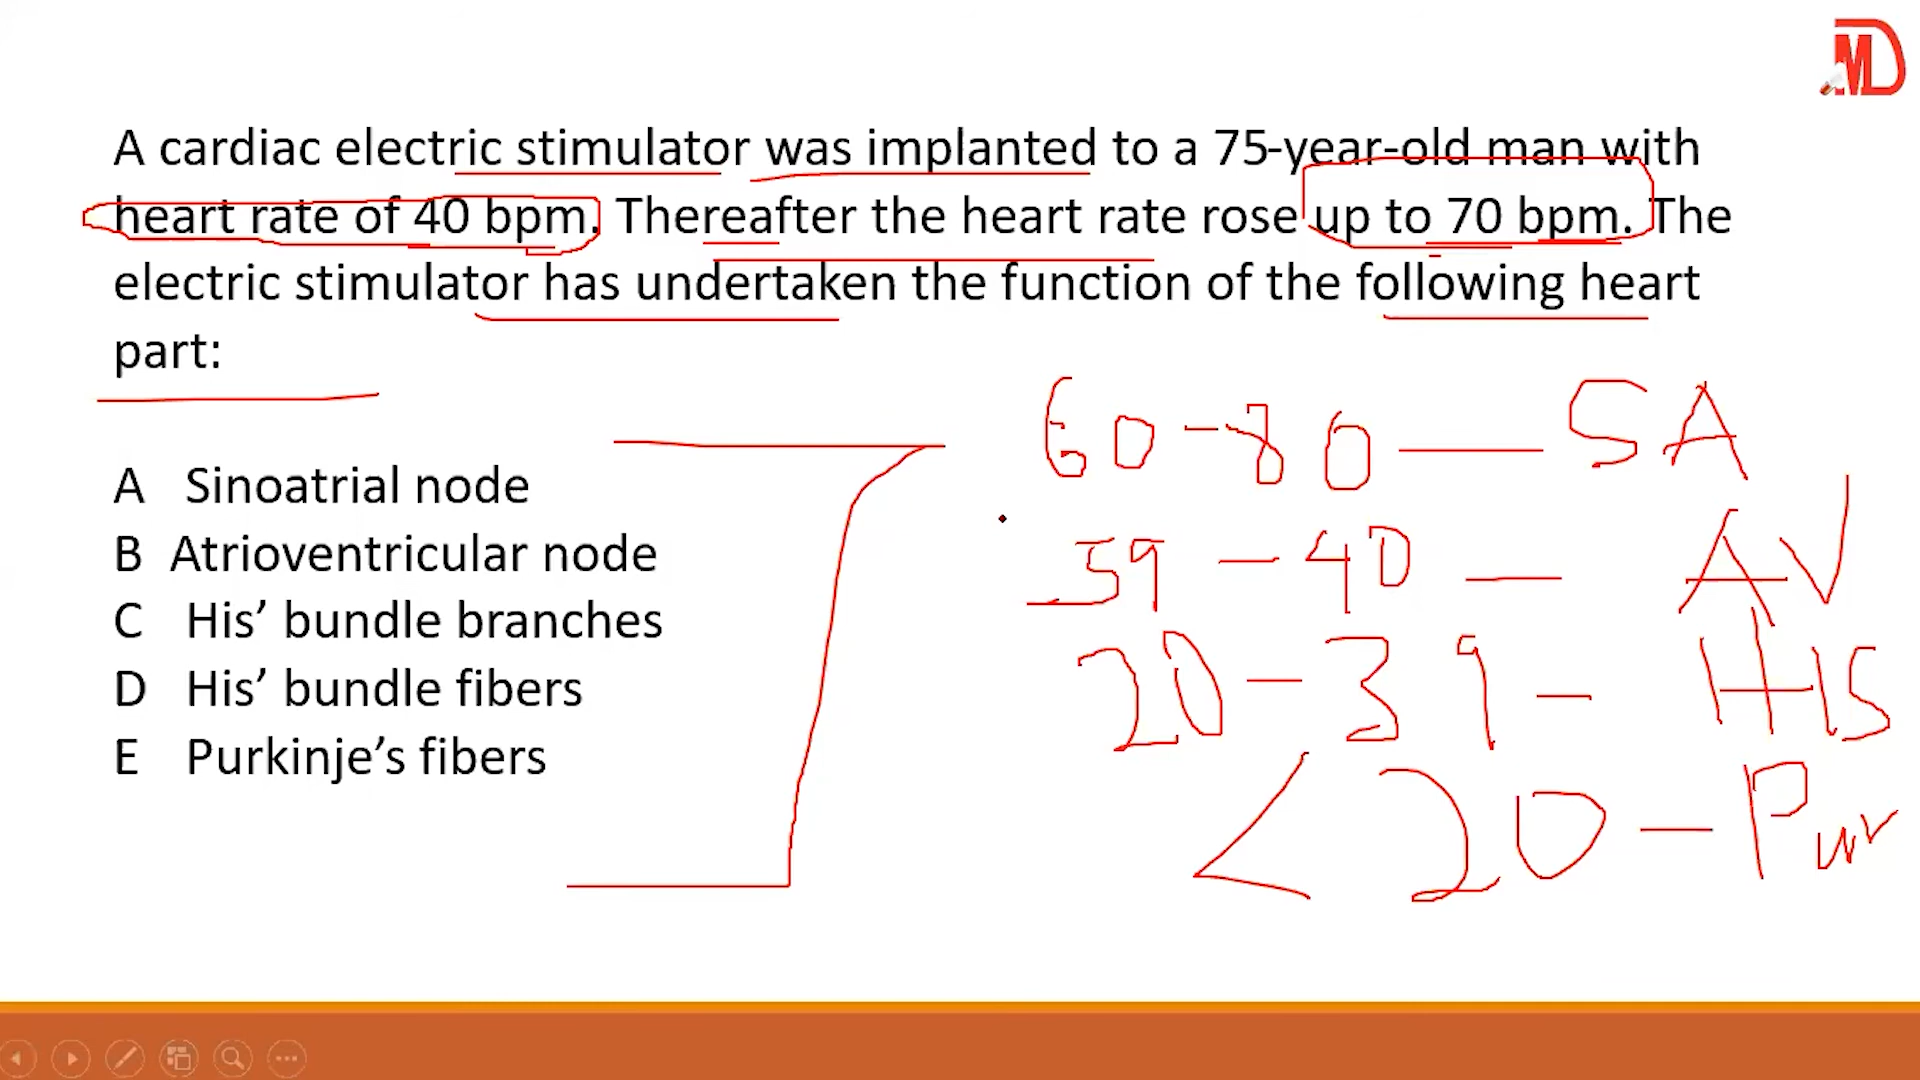 MD
A cardiac electric stimulator was implanted to a 75-year-old man with
heart rate of 40 bpm. Thereafter the heart rate rose up to 70 bpm. The
electric stimulator has undertaken the function of the following heart
part:
A Sinoatrial node
B Atrioventricular node
C His’ bundle branches
D His’ bundle fibers
E Purkinje’s fibers
60-80 — SA
59 - 40 — AV
20 - 39 - HIS
<20 - Pur